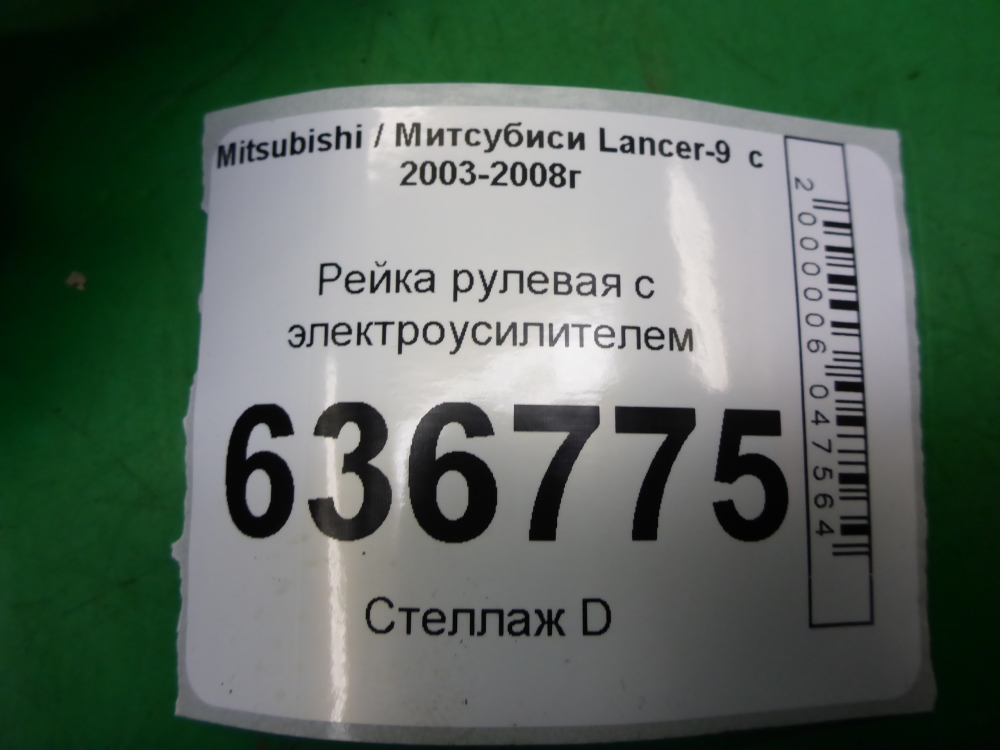 Mitsubishi / Митсубиси Lancer-9 с
2003-2008г
Рейка рулевая с
электроусилителем
636775
Стеллаж D
2000006047564